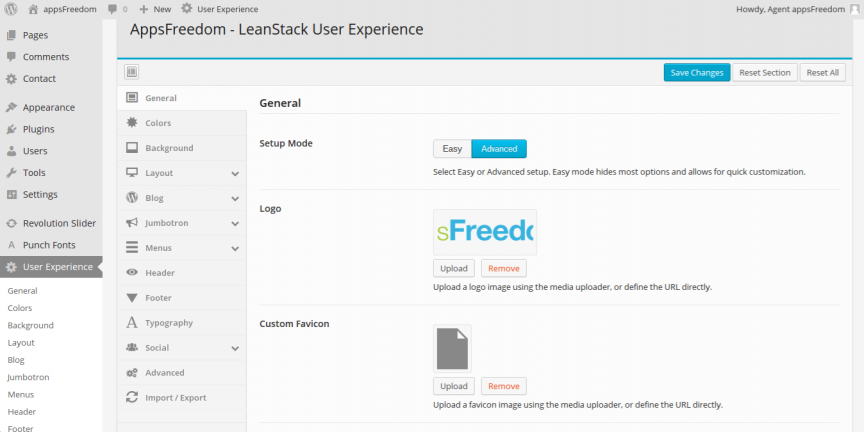 appsFreedom 0 New User Experience Howdy, Agent appsFreedom
AppsFreedom - LeanStack User Experience
Pages
Comments
Contact
Appearance
Plugins
Users
Tools
Settings
Revolution Slider
Punch Fonts
User Experience
General
Colors
Background
Layout
Blog
Jumbotron
Menus
Header
Footer
Save Changes Reset Section Reset All
General
Colors
Background
Layout
Blog
Jumbotron
Menus
Header
Footer
Typography
Social
Advanced
Import / Export
General
Setup Mode
Easy Advanced
Select Easy or Advanced setup. Easy mode hides most options and allows for quick customization.
Logo
sFreedo
Upload Remove
Upload a logo image using the media uploader, or define the URL directly.
Custom Favicon
Upload Remove
Upload a favicon image using the media uploader, or define the URL directly.